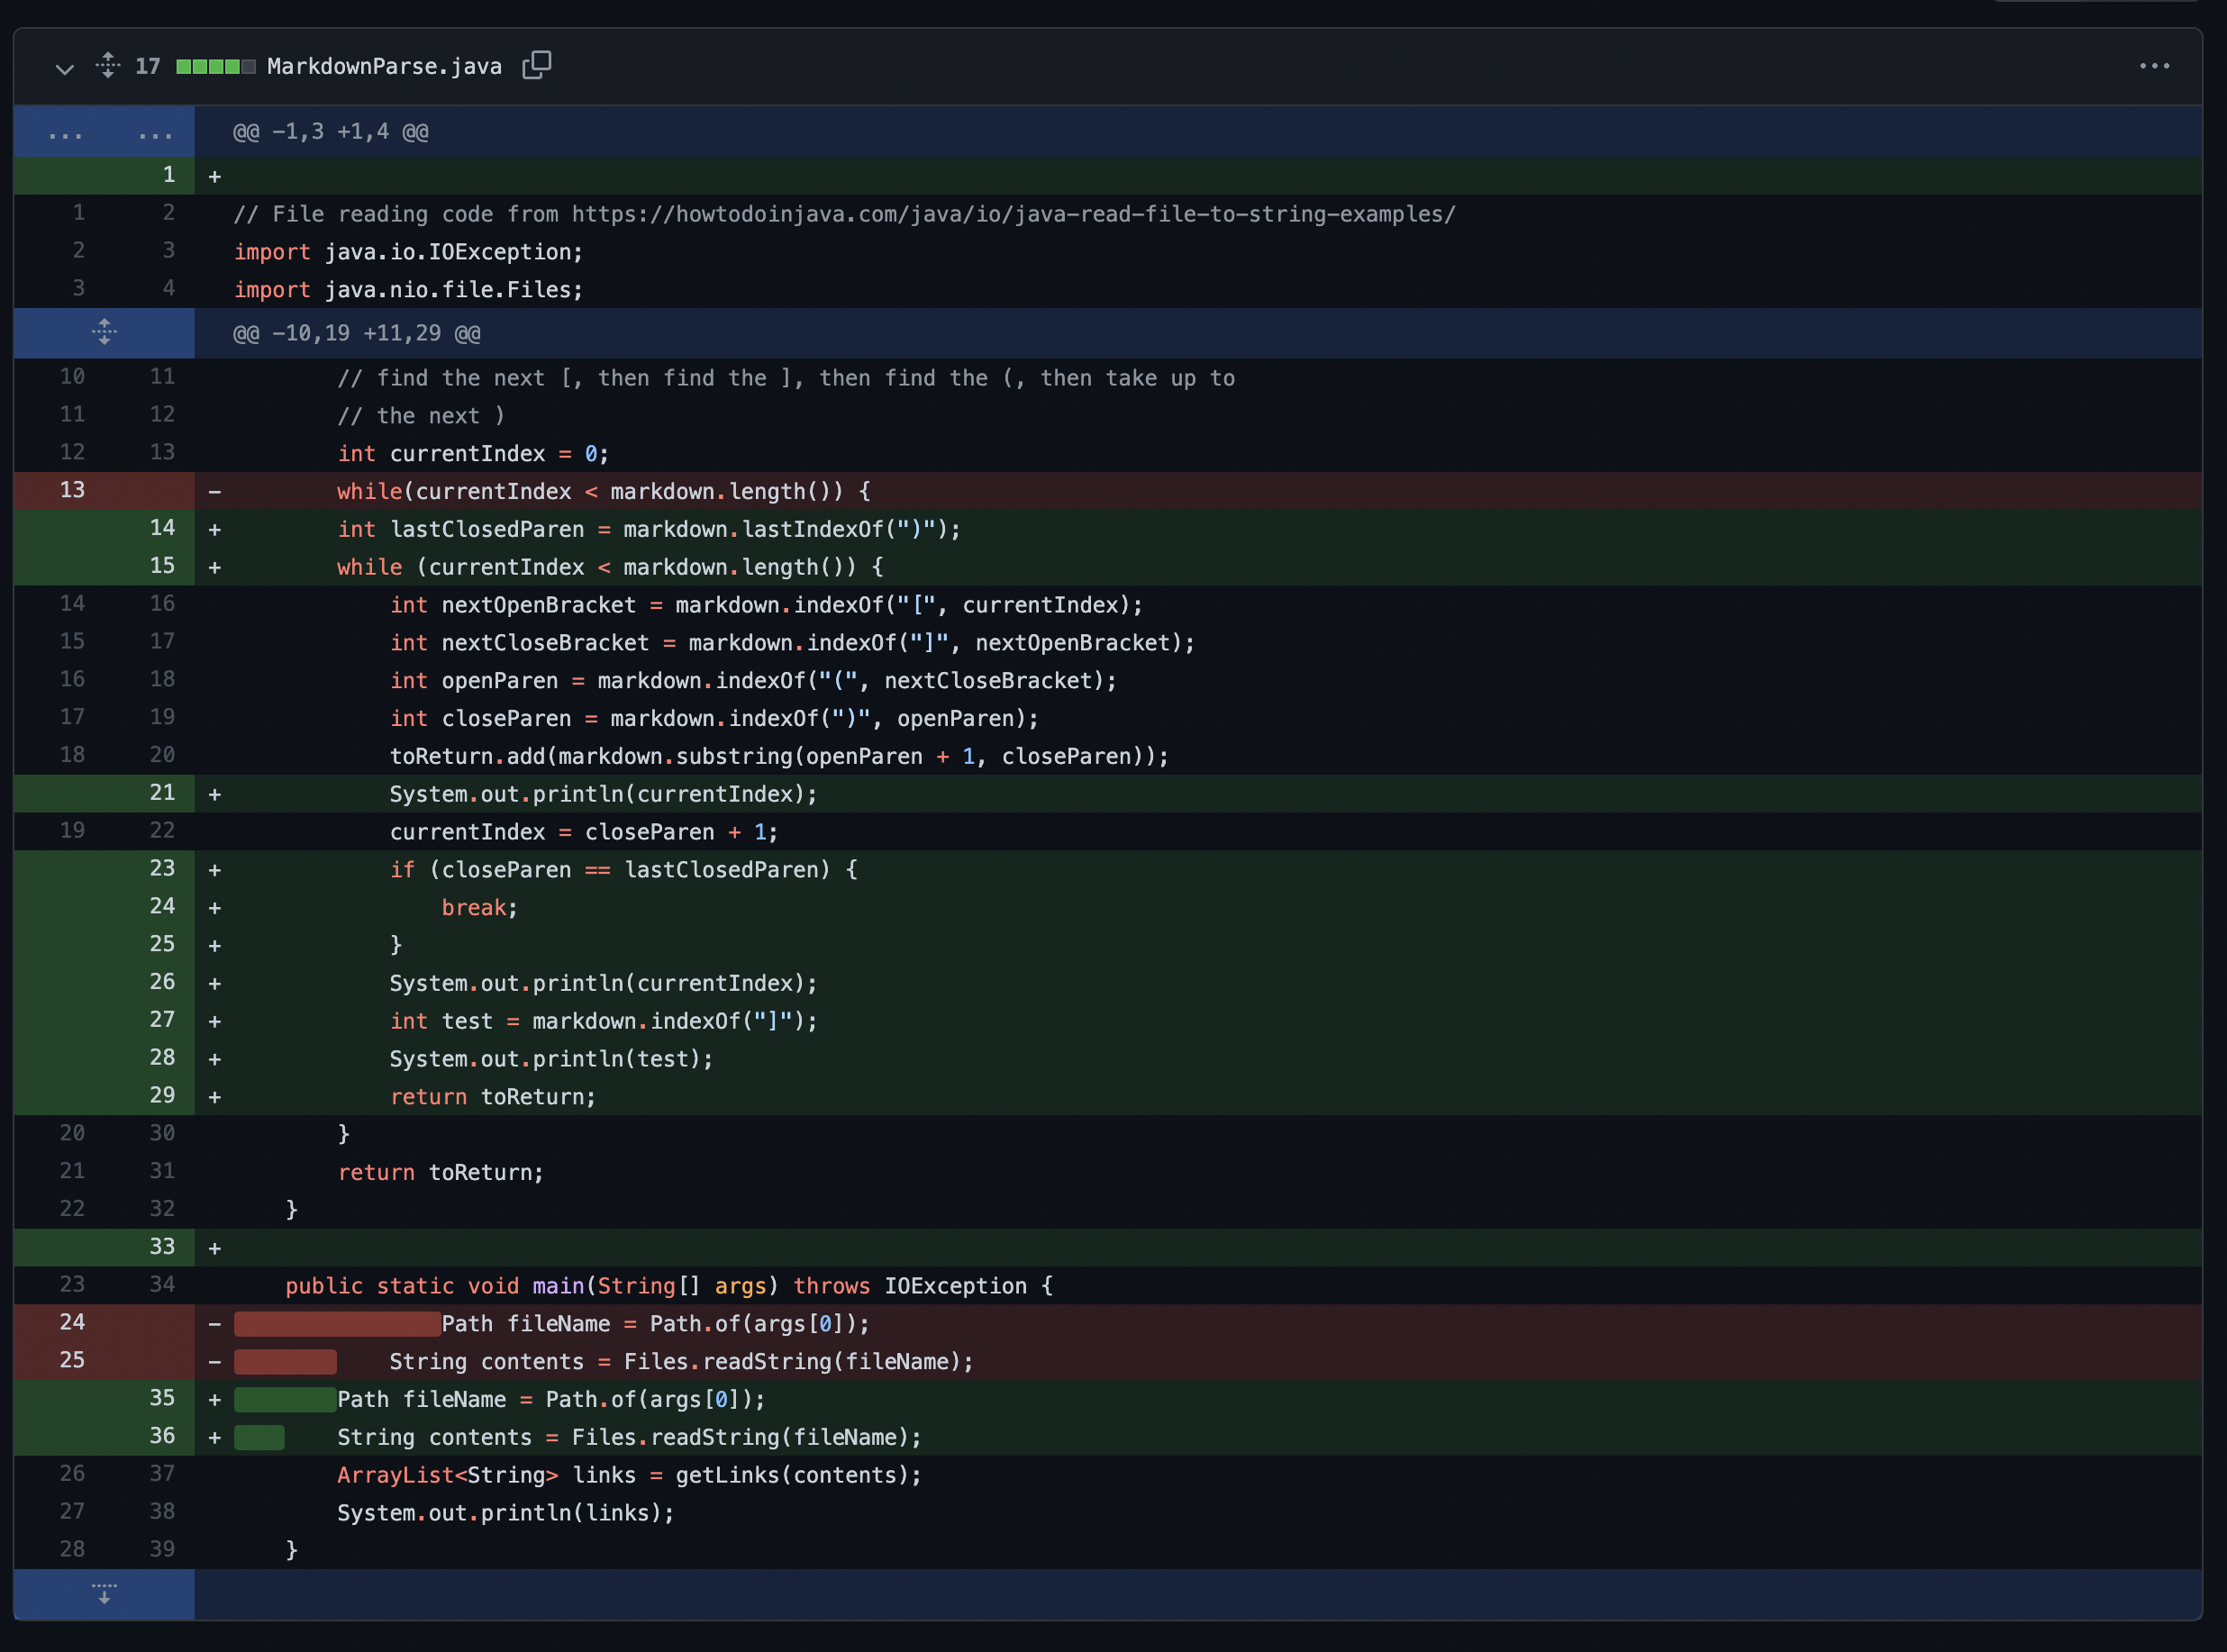 17 MarkdownParse.java ...
... ... @@ -1,3 +1,4 @@
1 +
1 2 // File reading code from https://howtodoinjava.com/java/io/java-read-file-to-string-examples/
2 3 import java.io.IOException;
3 4 import java.nio.file.Files;
@@ -10,19 +11,29 @@
10 11 // find the next [, then find the ], then find the (, then take up to
11 12 // the next )
12 13 int currentIndex = 0;
13 - while(currentIndex < markdown.length()) {
14 + int lastClosedParen = markdown.lastIndexOf(")");
15 + while (currentIndex < markdown.length()) {
14 16 int nextOpenBracket = markdown.indexOf("[", currentIndex);
15 17 int nextCloseBracket = markdown.indexOf("]", nextOpenBracket);
16 18 int openParen = markdown.indexOf("(", nextCloseBracket);
17 19 int closeParen = markdown.indexOf(")", openParen);
18 20 toReturn.add(markdown.substring(openParen + 1, closeParen));
21 + System.out.println(currentIndex);
19 22 currentIndex = closeParen + 1;
23 + if (closeParen == lastClosedParen) {
24 + break;
25 + }
26 + System.out.println(currentIndex);
27 + int test = markdown.indexOf("]");
28 + System.out.println(test);
29 + return toReturn;
20 30 }
21 31 return toReturn;
22 32 }
33 +
23 34 public static void main(String[] args) throws IOException {
24 - Path fileName = Path.of(args[0]);
25 - String contents = Files.readString(fileName);
35 + Path fileName = Path.of(args[0]);
36 + String contents = Files.readString(fileName);
26 37 ArrayList<String> links = getLinks(contents);
27 38 System.out.println(links);
28 39 }